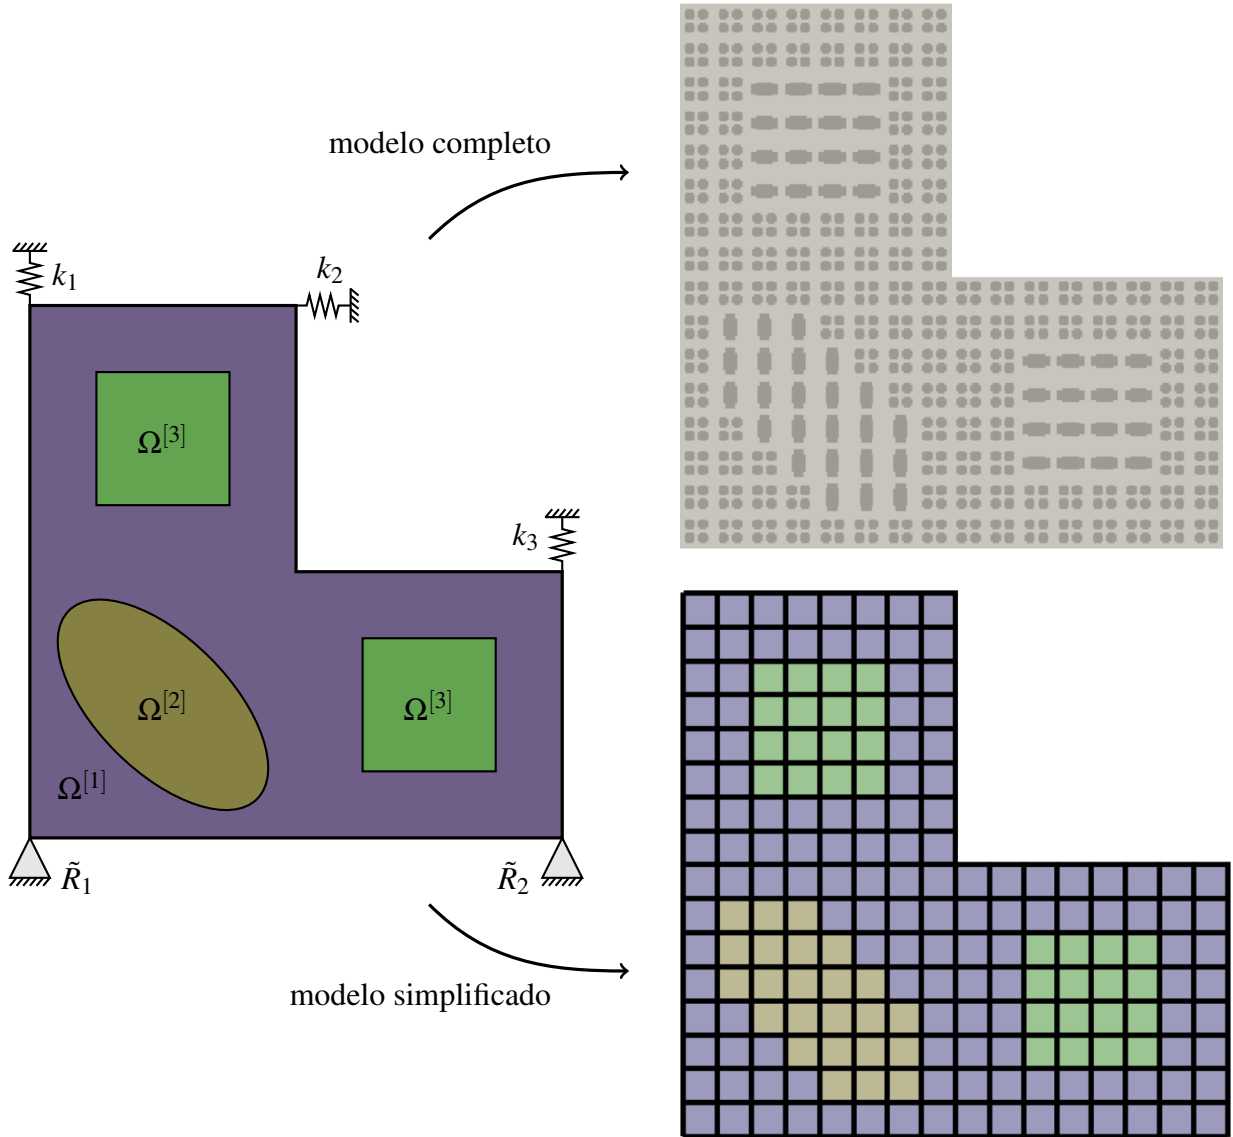 modelo completo
k₁
k₂
Ω[3]
k₃
Ω[2]
Ω[3]
Ω[1]
R̃₁
R̃₂
modelo simplificado